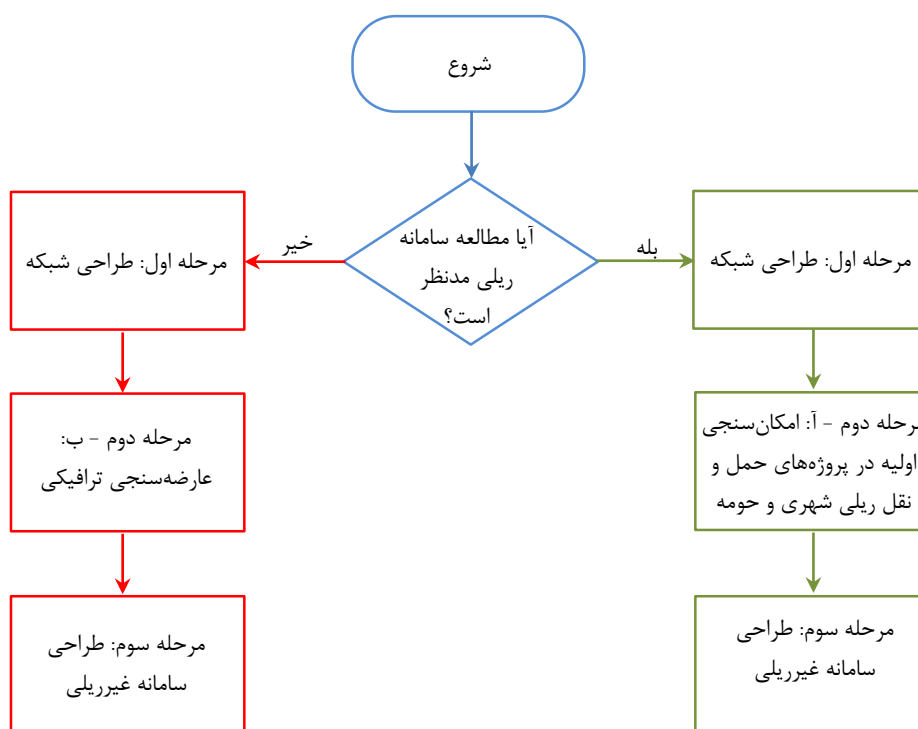 شروع
آیا مطالعه سامانه
ریلی مدنظر
است؟
بله
خیر
مرحله اول: طراحی شبکه
مرحله دوم - آ: امکان‌سنجی
اولیه در پروژه‌های حمل و
نقل ریلی شهری و حومه
مرحله سوم: طراحی
سامانه غیرریلی
مرحله اول: طراحی شبکه
مرحله دوم - ب:
عارضه‌سنجی ترافیکی
مرحله سوم: طراحی
سامانه غیرریلی